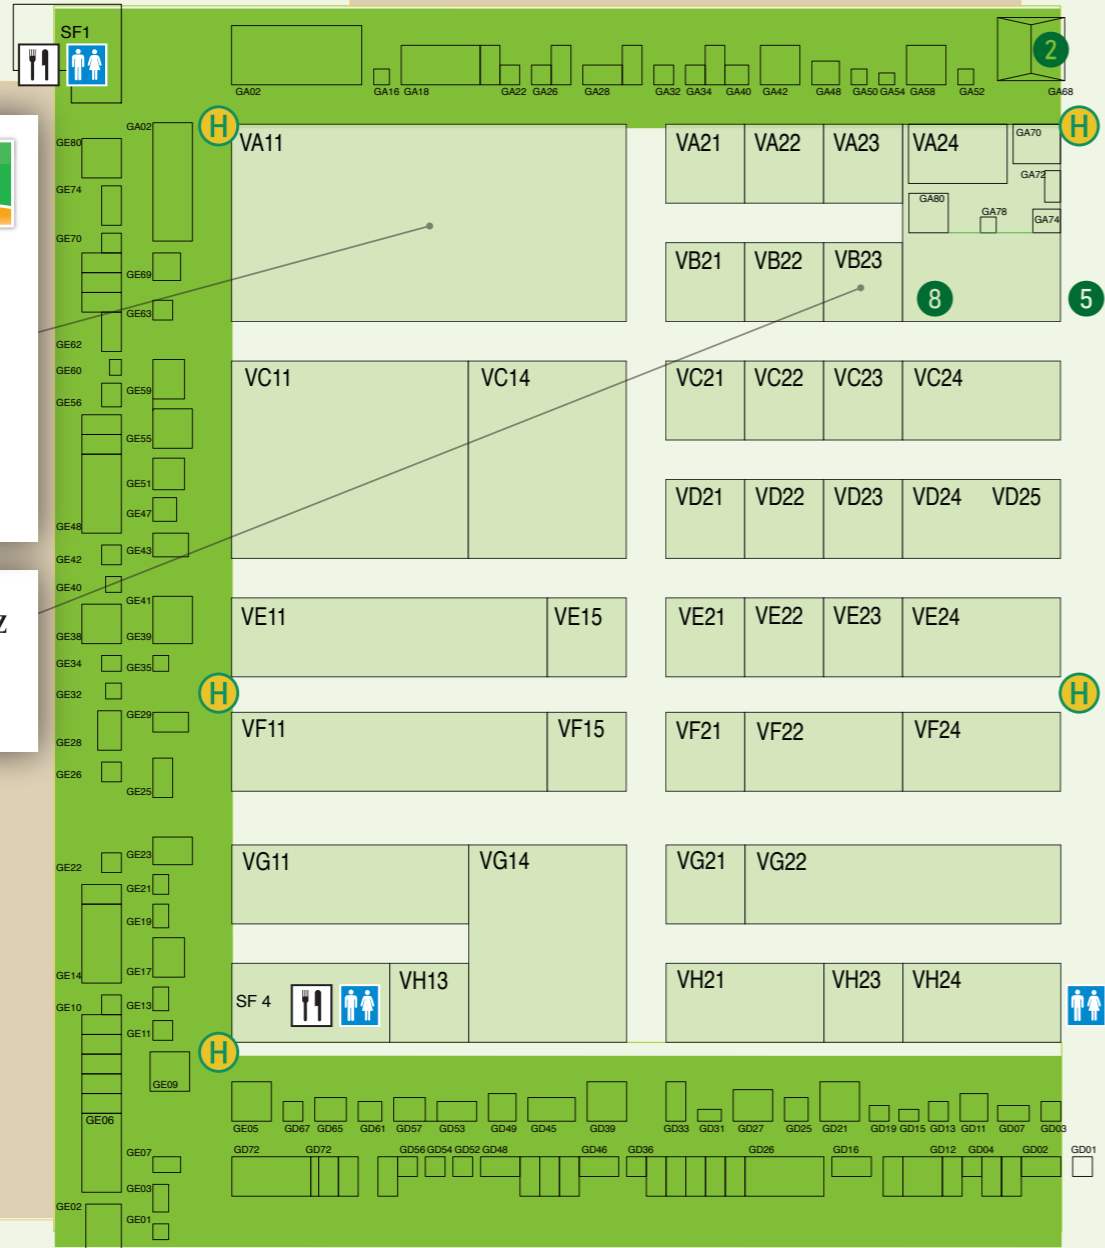 SF1
2
GA02 GA16 GA18 GA22 GA26 GA28 GA32 GA34 GA40 GA42 GA48 GA50 GA54 GA58 GA52 GA68
GA02 H VA11 VA21 VA22 VA23 VA24 GA70 H
GE80
GA72
GE74
GA80 GA78 GA74
GE70
VB21 VB22 VB23
GE69
8 5
GE63
GE62
GE60
VC11 VC14 VC21 VC22 VC23 VC24
GE59
GE56
GE55
GE51
VD21 VD22 VD23 VD24 VD25
GE47
GE48
GE43
GE42
GE40
GE41
z
VE11 VE15 VE21 VE22 VE23 VE24
GE38 GE39
GE34 GE35
GE32 H H
GE29
VF11 VF15 VF21 VF22 VF24
GE28
GE26
GE25
GE23
VG11 VG14 VG21 VG22
GE22
GE21
GE19
GE14 GE17
VH13 VH21 VH23 VH24
SF 4
GE10 GE13
GE11
H
GE09
GE06
GE05 GD67 GD65 GD61 GD57 GD53 GD49 GD45 GD39 GD33 GD31 GD27 GD25 GD21 GD19 GD15 GD13 GD11 GD07 GD03
GE07 GD72 GD72 GD56 GD54 GD52 GD48 GD46 GD36 GD26 GD16 GD12 GD04 GD02 GD01
GE03
GE02
GE01